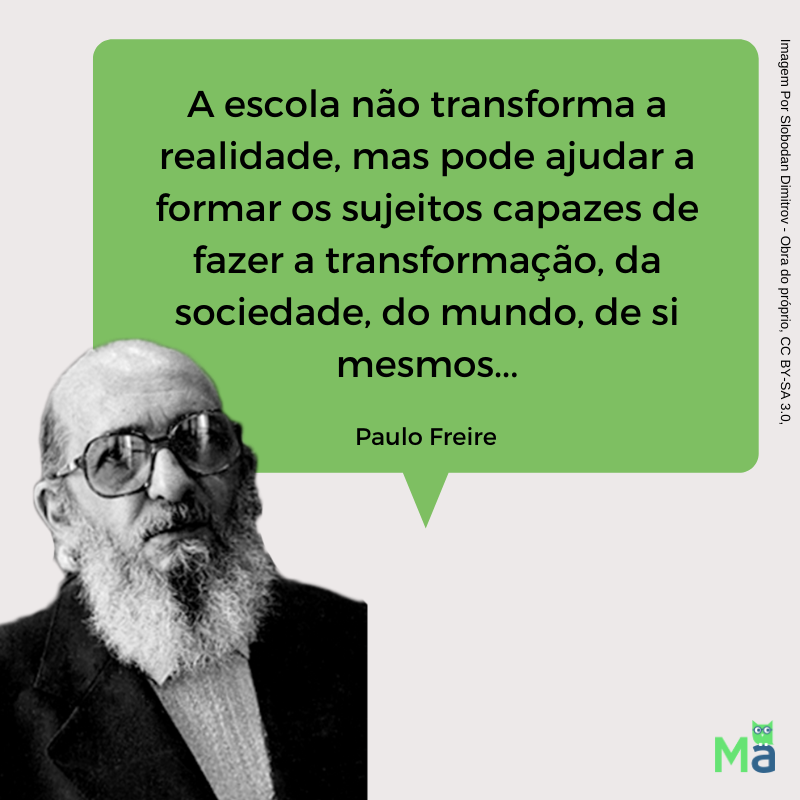 A escola não transforma a
realidade, mas pode ajudar a
formar os sujeitos capazes de
fazer a transformação, da
sociedade, do mundo, de si
mesmos...
Paulo Freire
Imagem Por Slobodan Dimitrov - Obra do próprio, CC BY-SA 3.0,
Ma